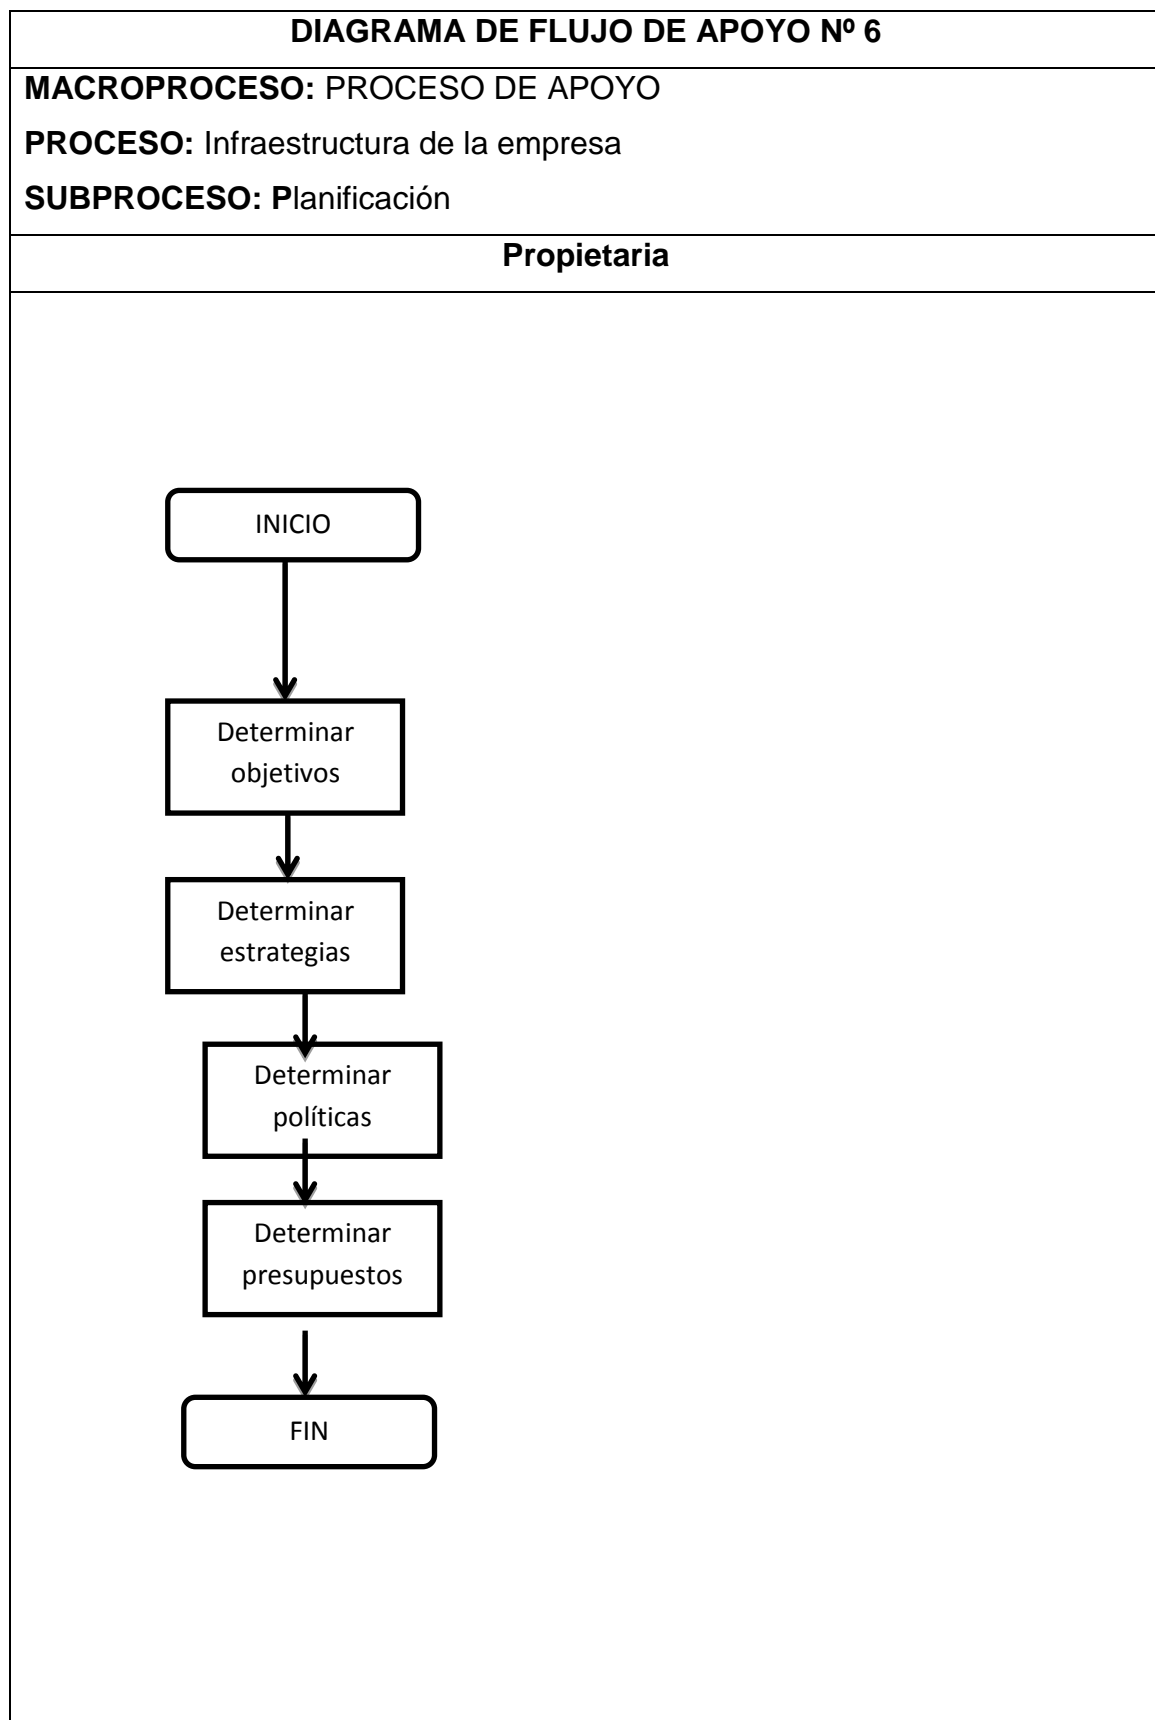 DIAGRAMA DE FLUJO DE APOYO Nº 6
MACROPROCESO: PROCESO DE APOYO
PROCESO: Infraestructura de la empresa
SUBPROCESO: Planificación
Propietaria
INICIO
Determinar
objetivos
Determinar
estrategias
Determinar
políticas
Determinar
presupuestos
FIN